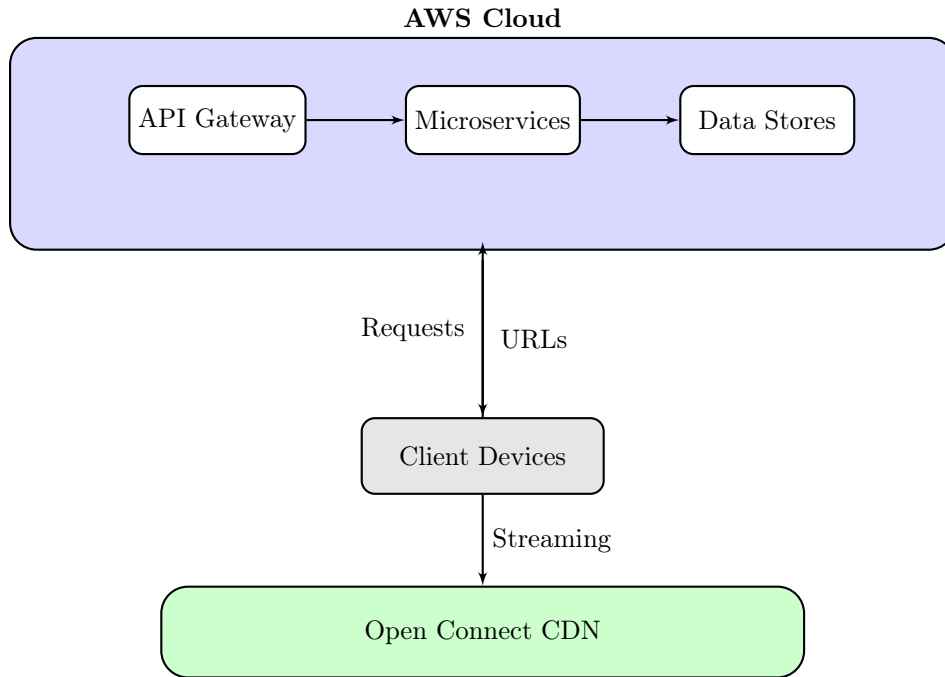 AWS Cloud
API Gateway
Microservices
Data Stores
Requests
URLs
Client Devices
Streaming
Open Connect CDN